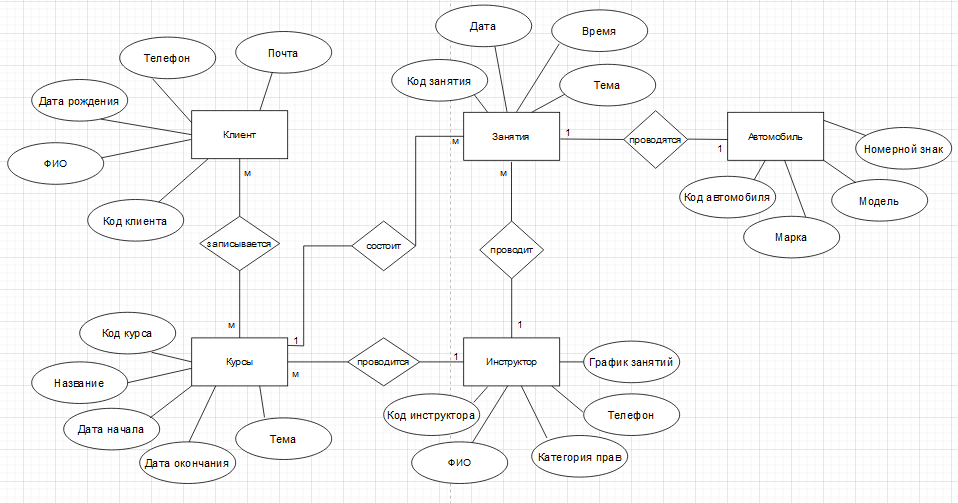 Дата
Время
Телефон
Почта
Код занятия
Тема
Дата рождения
Клиент
Занятия
1
проводятся
1
Автомобиль
Номерной знак
м
ФИО
м
м
Код автомобиля
Модель
Код клиента
Марка
записывается
состоит
проводит
м
1
Код курса
1
Курсы
проводится
1
Инструктор
График занятий
м
Название
Код инструктора
Телефон
Дата начала
Тема
Дата окончания
ФИО
Категория прав